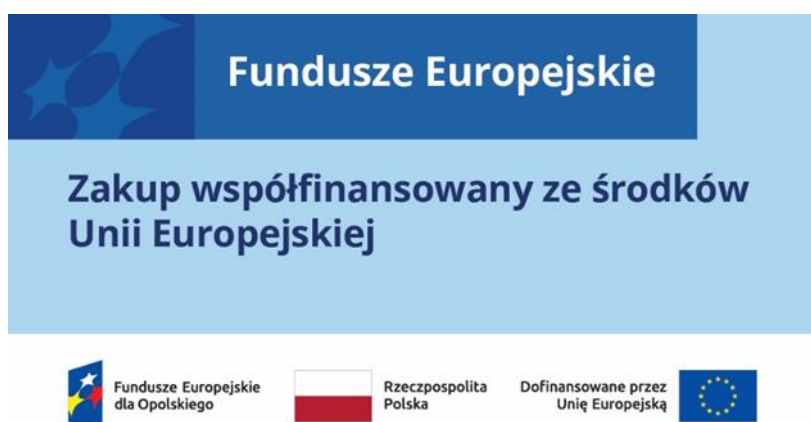 Fundusze Europejskie
Zakup współfinansowany ze środków
Unii Europejskiej
Fundusze Europejskie
dla Opolskiego
Rzeczpospolita
Polska
Dofinansowane przez
Unię Europejską